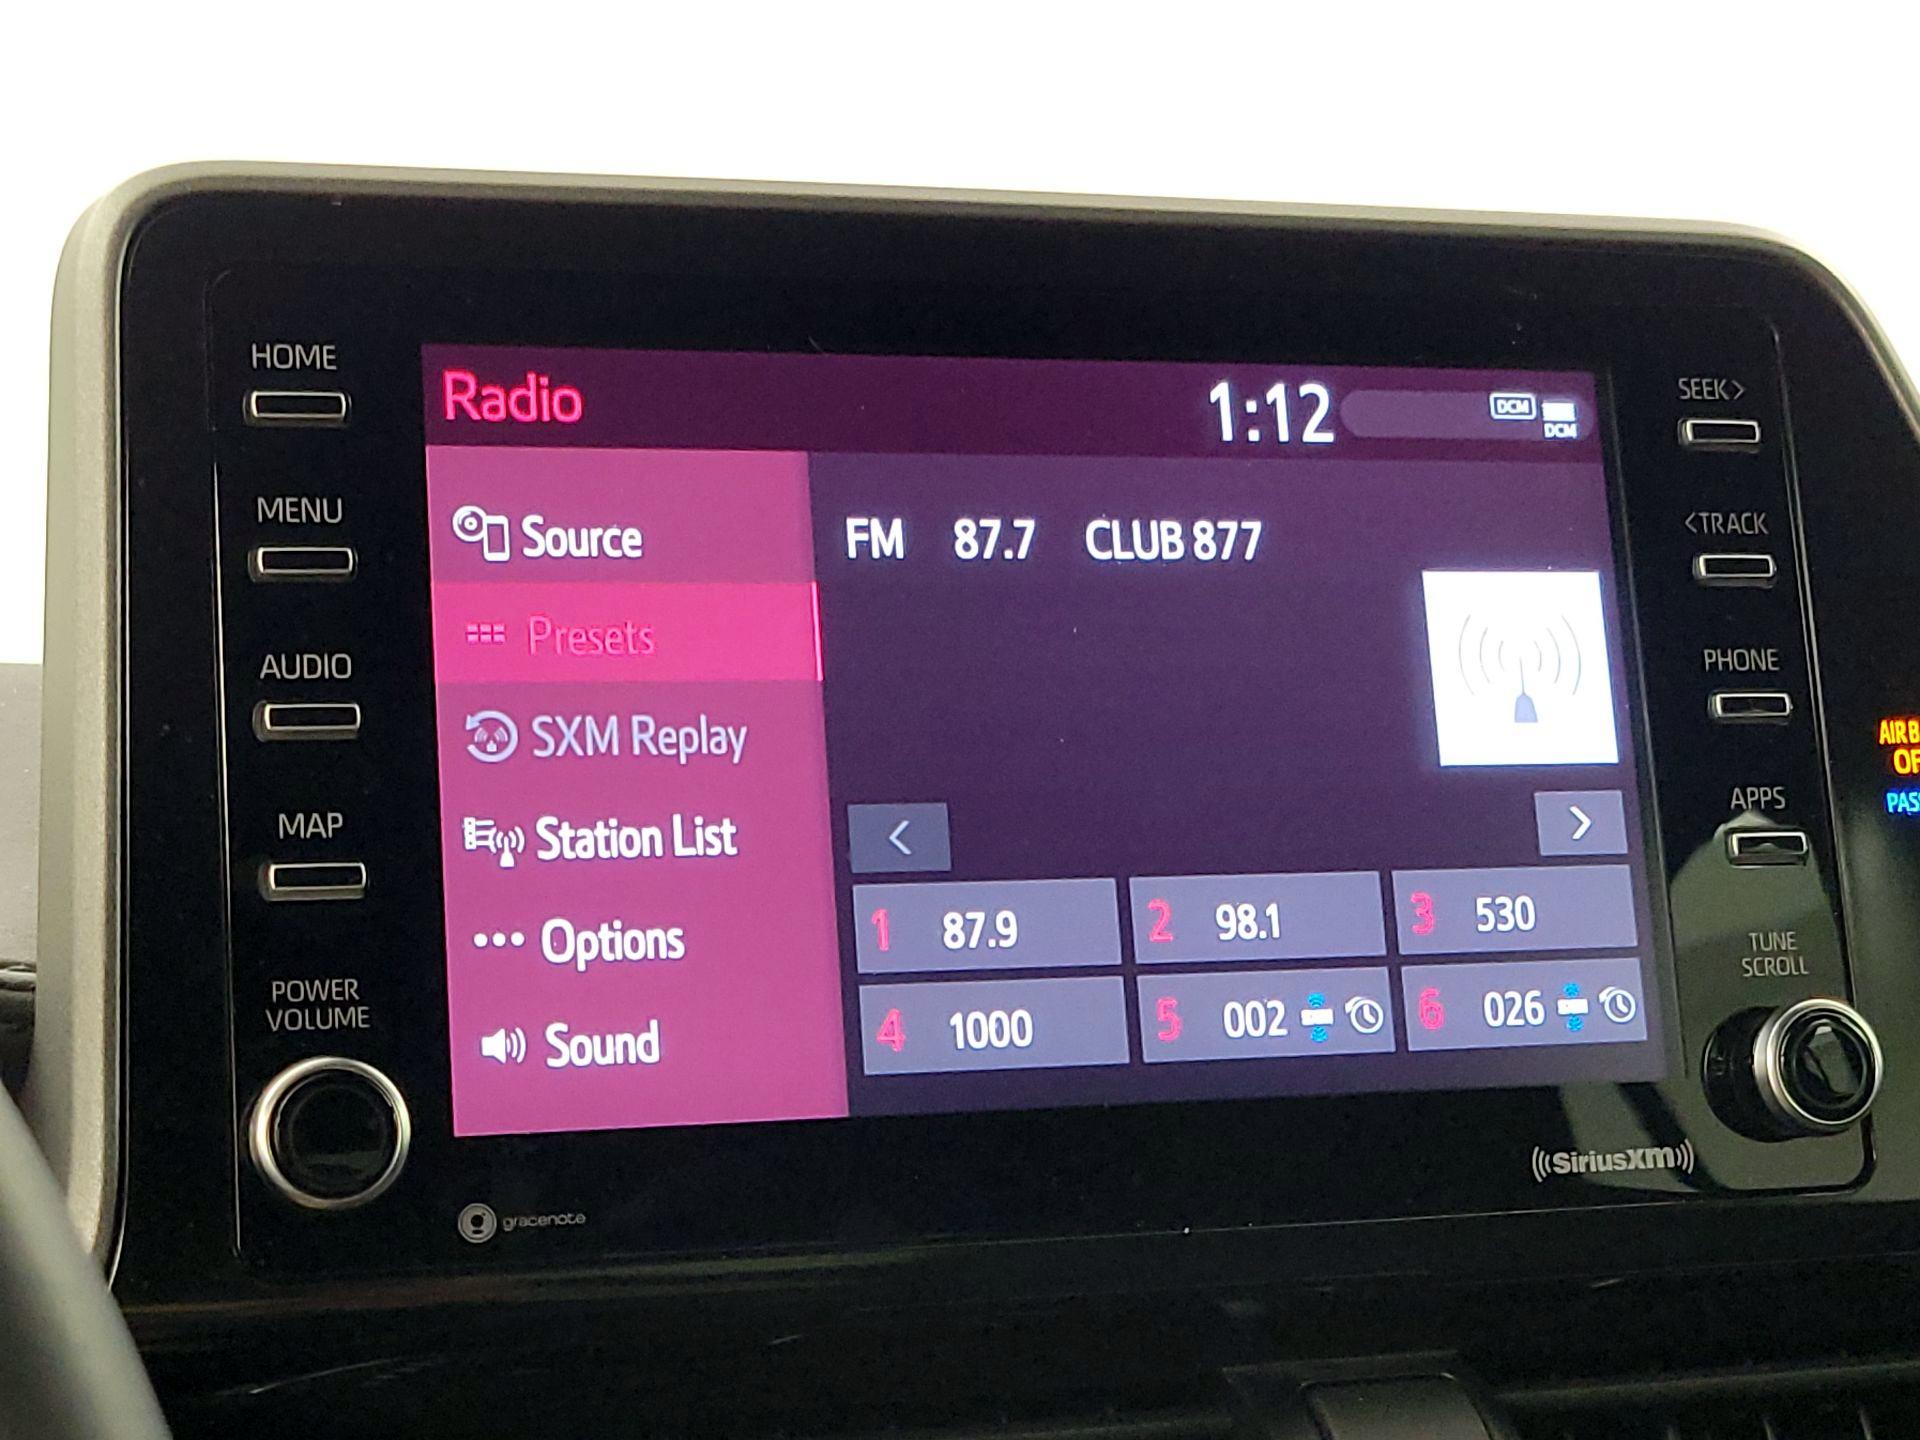 HOME
MENU
AUDIO
MAP
POWER
VOLUME
Radio
1:12
DCM
DCM
Source
Presets
SXM Replay
Station List
Options
Sound
FM 87.7 CLUB 877
<
>
1 87.9
2 98.1
3 530
4 1000
5 002
6 026
SEEK>
<TRACK
PHONE
APPS
TUNE
SCROLL
gracenote
((SiriusXM))
AIR